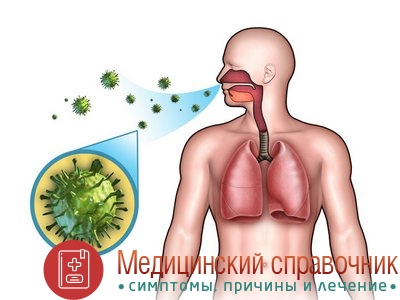 Медицинский справочник
• симптомы, причины и лечение •